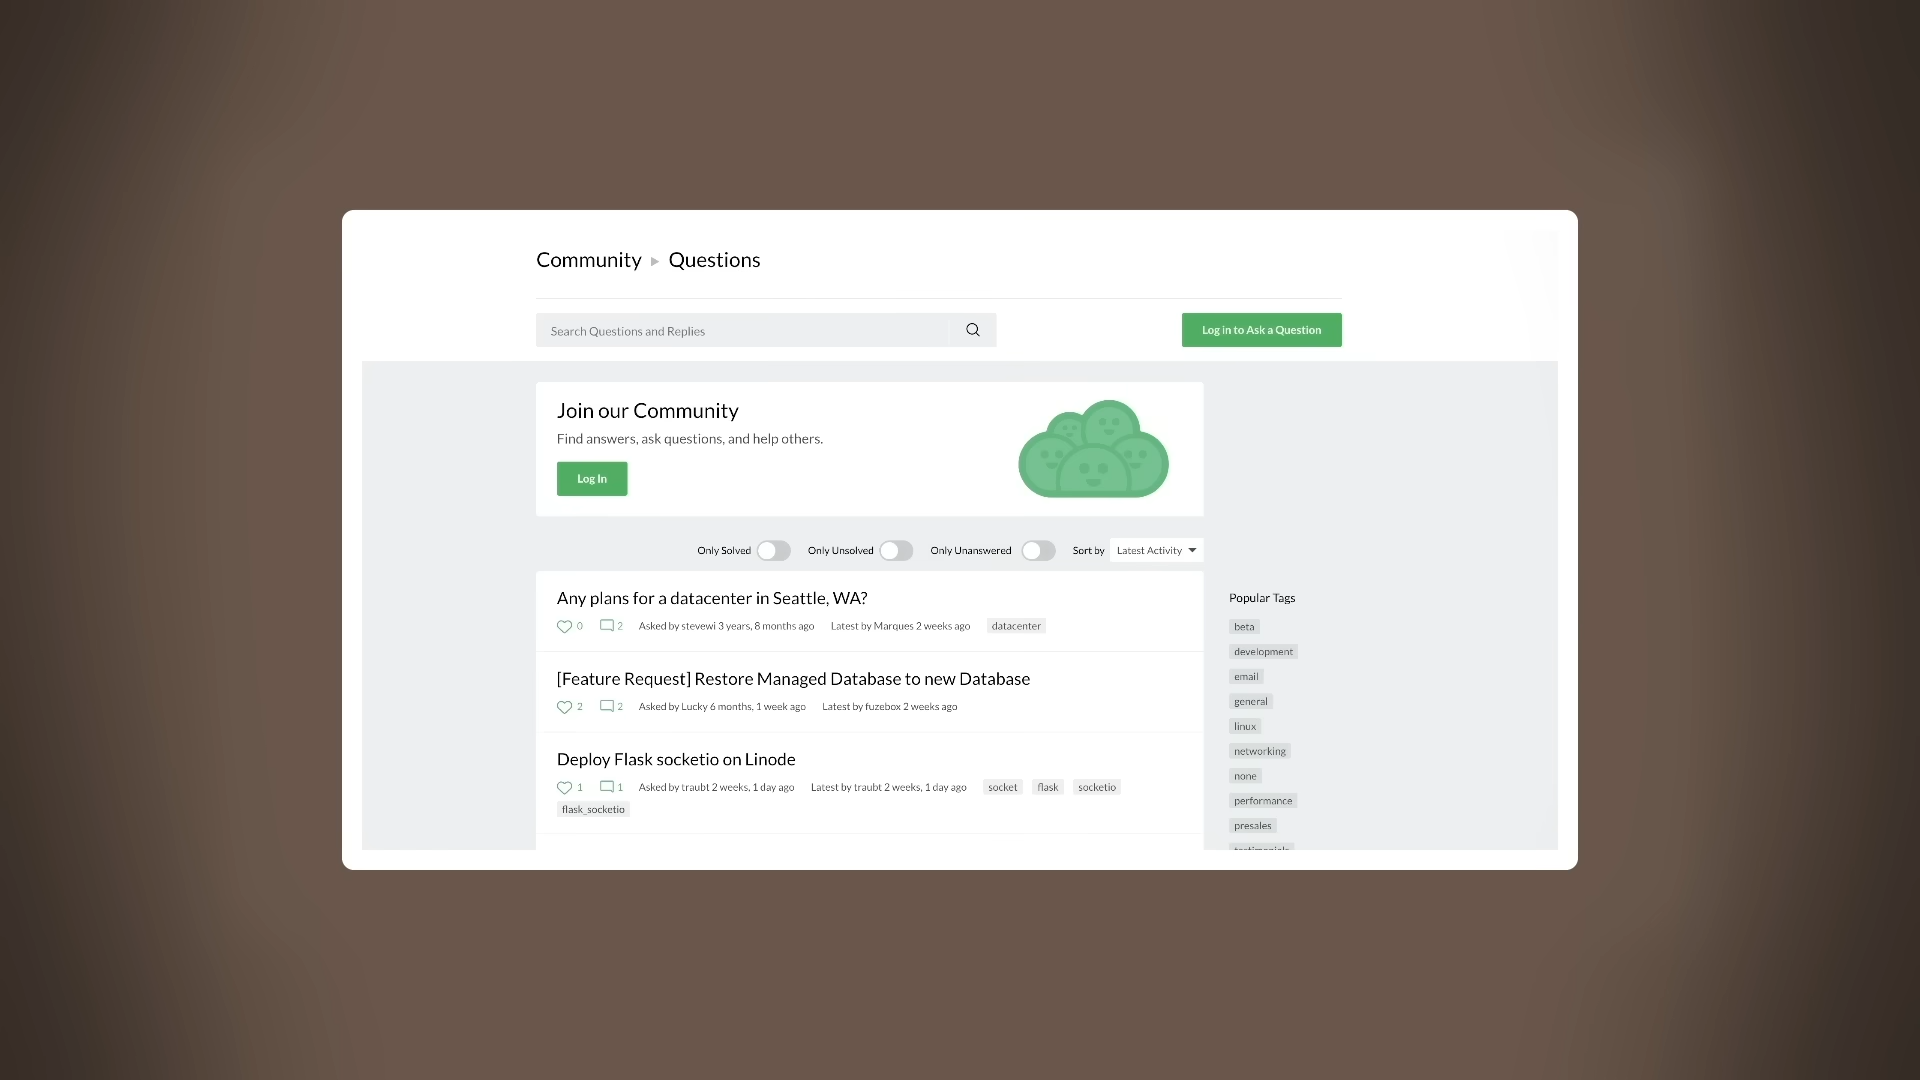 Community ▸ Questions
Search Questions and Replies
Log in to Ask a Question
Join our Community
Find answers, ask questions, and help others.
Log In
Only Solved Only Unsolved Only Unanswered Sort by Latest Activity
Any plans for a datacenter in Seattle, WA?
0 2 Asked by stevewi 3 years, 8 months ago Latest by Marques 2 weeks ago datacenter
[Feature Request] Restore Managed Database to new Database
2 2 Asked by Lucky 6 months, 1 week ago Latest by fuzebox 2 weeks ago
Deploy Flask socketio on Linode
1 1 Asked by traubt 2 weeks, 1 day ago Latest by traubt 2 weeks, 1 day ago socket flask socketio
flask_socketio
Popular Tags
beta
development
email
general
linux
networking
none
performance
presales